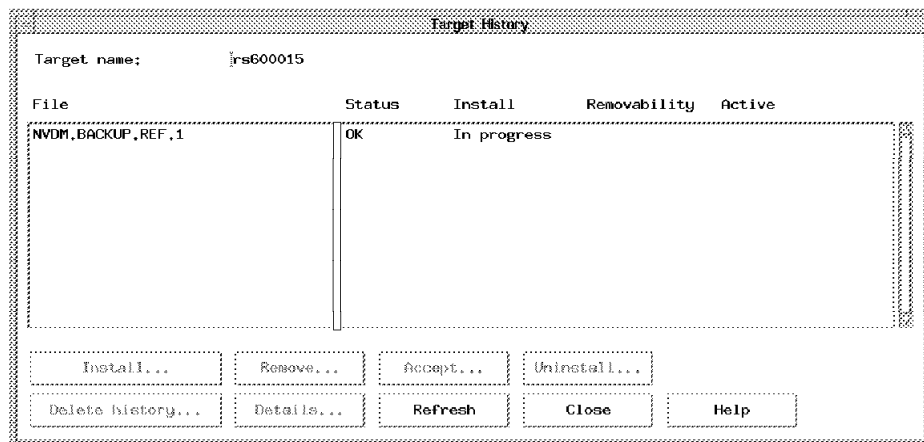 Target History
Target name: rs600015
File Status Install Removability Active
NVDM.BACKUP.REF.1 OK In progress
Install... Remove... Accept... Uninstall...
Delete history... Details... Refresh Close Help